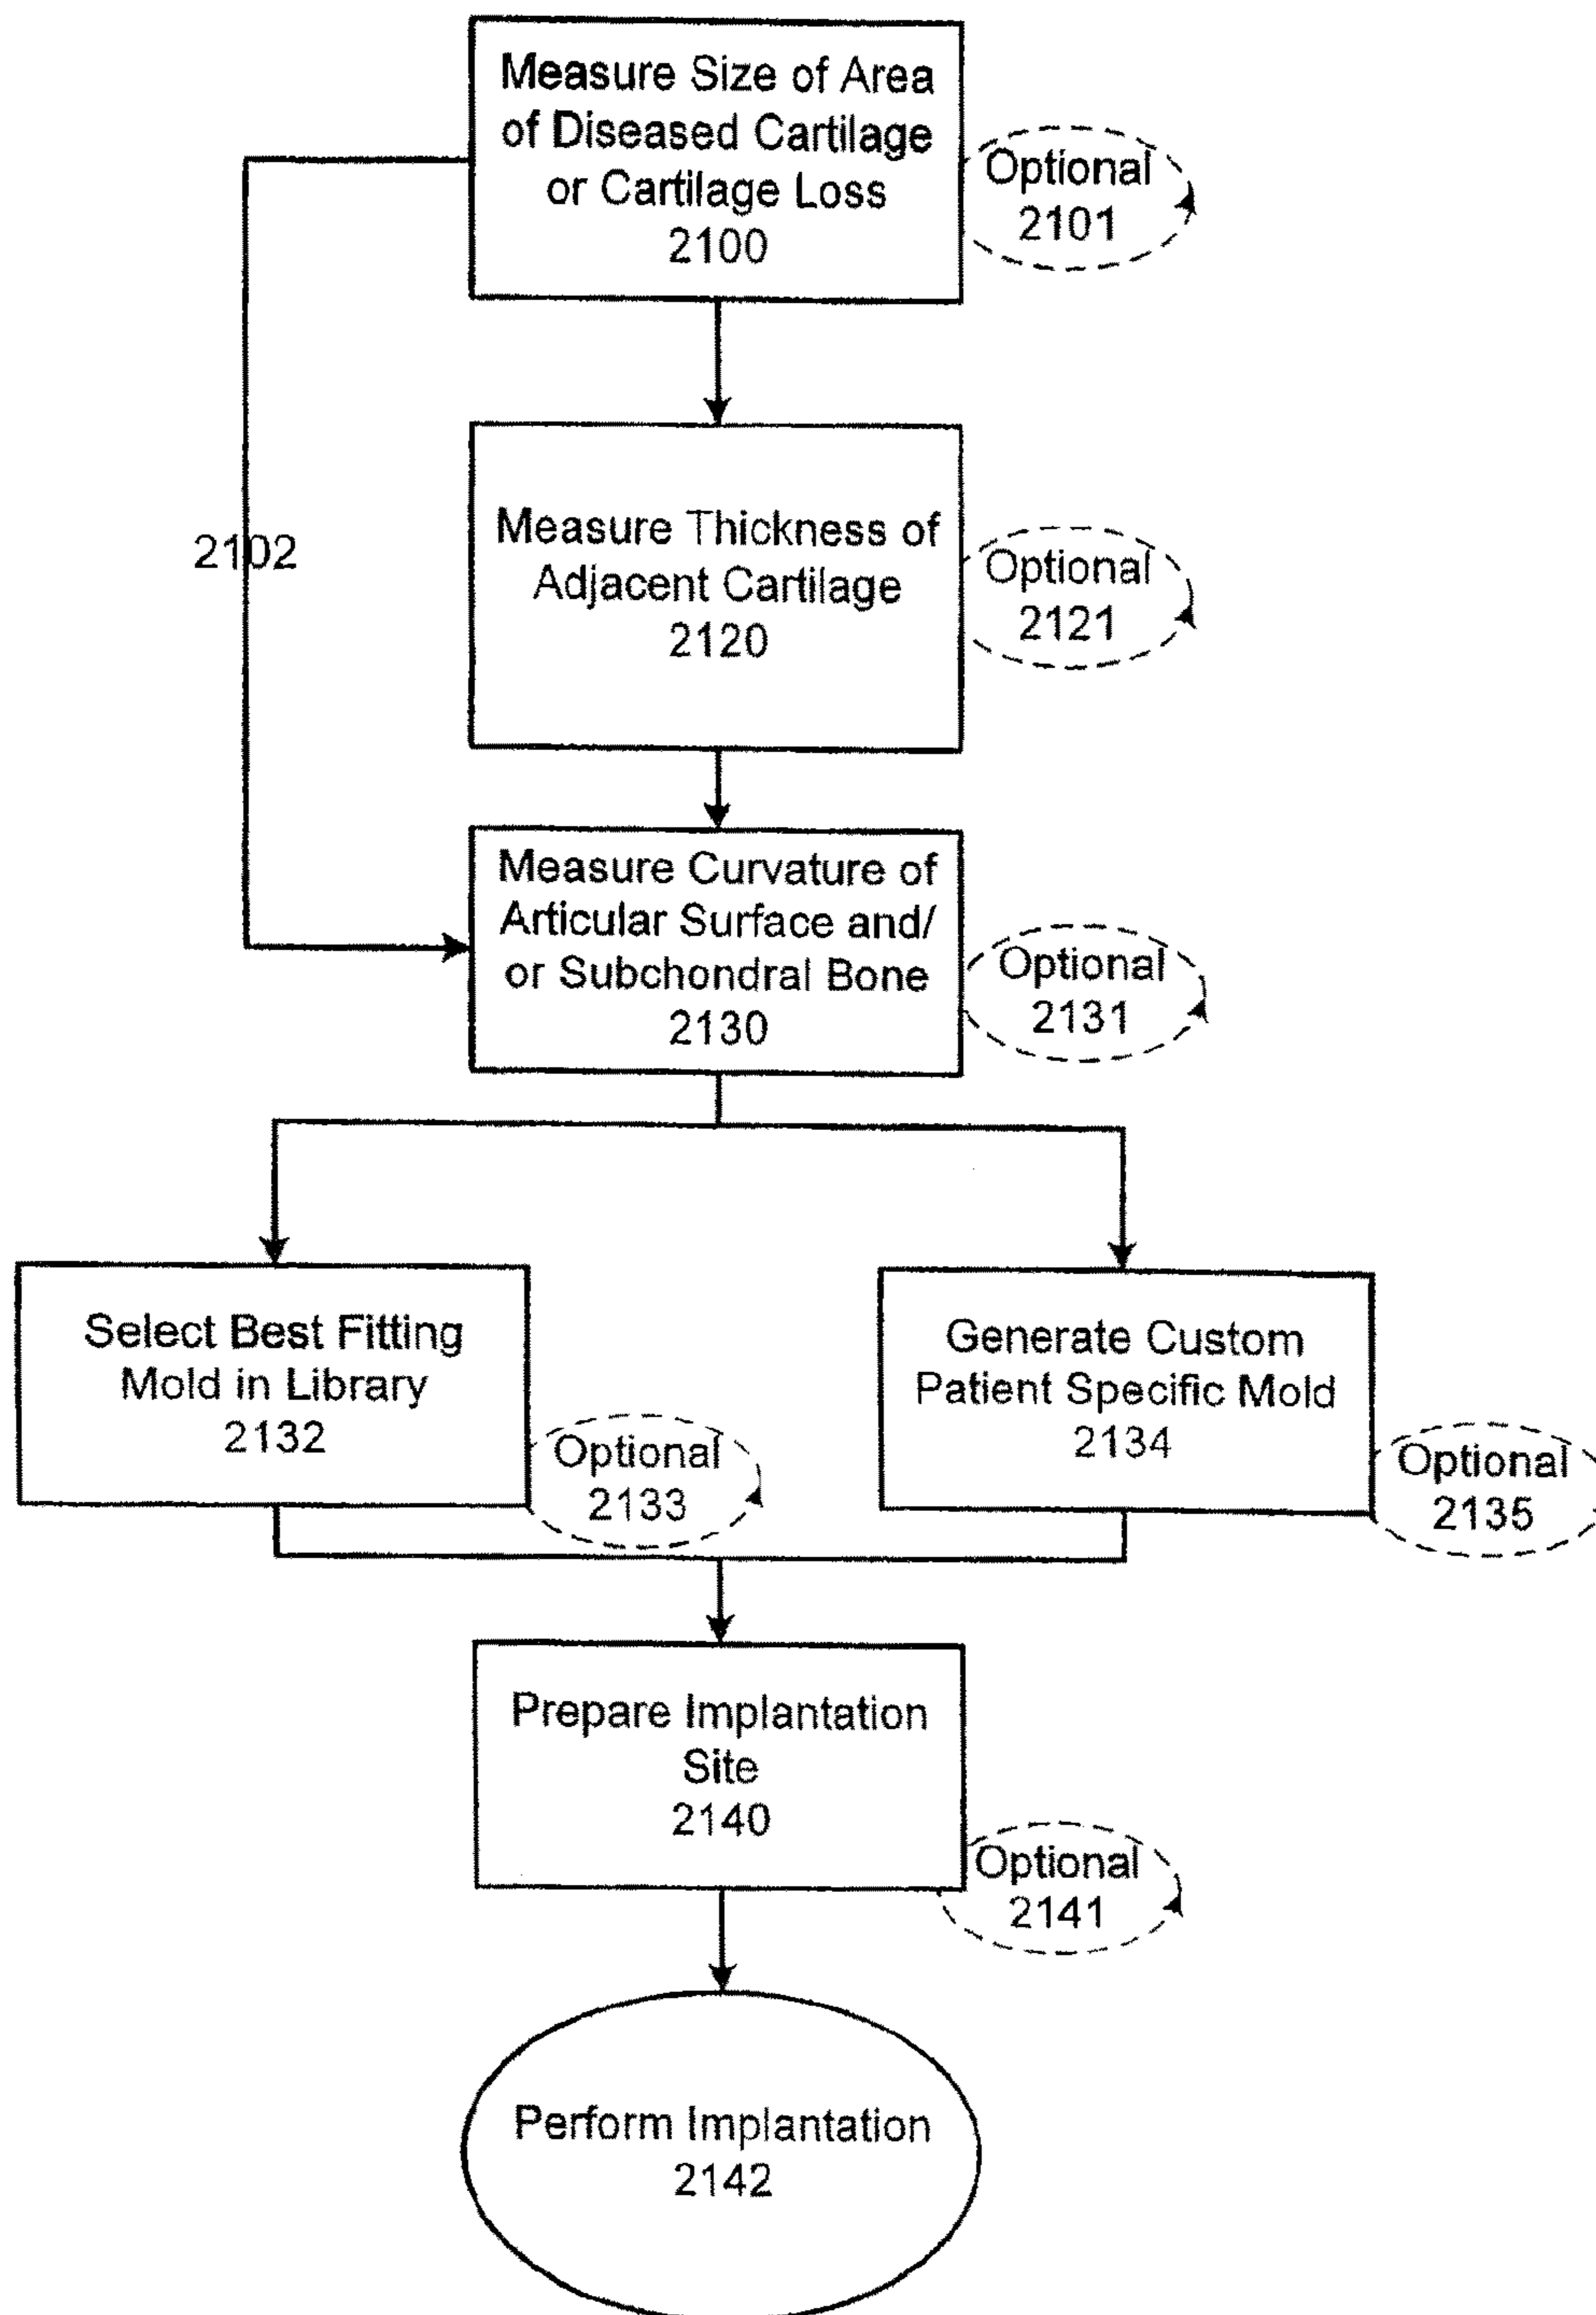 Measure Size of Area
of Diseased Cartilage
or Cartilage Loss
2100
Optional
2101
2102
Measure Thickness of
Adjacent Cartilage
2120
Optional
2121
Measure Curvature of
Articular Surface and/
or Subchondral Bone
2130
Optional
2131
Select Best Fitting
Mold in Library
2132
Optional
2133
Generate Custom
Patient Specific Mold
2134
Optional
2135
Prepare Implantation
Site
2140
Optional
2141
Perform Implantation
2142